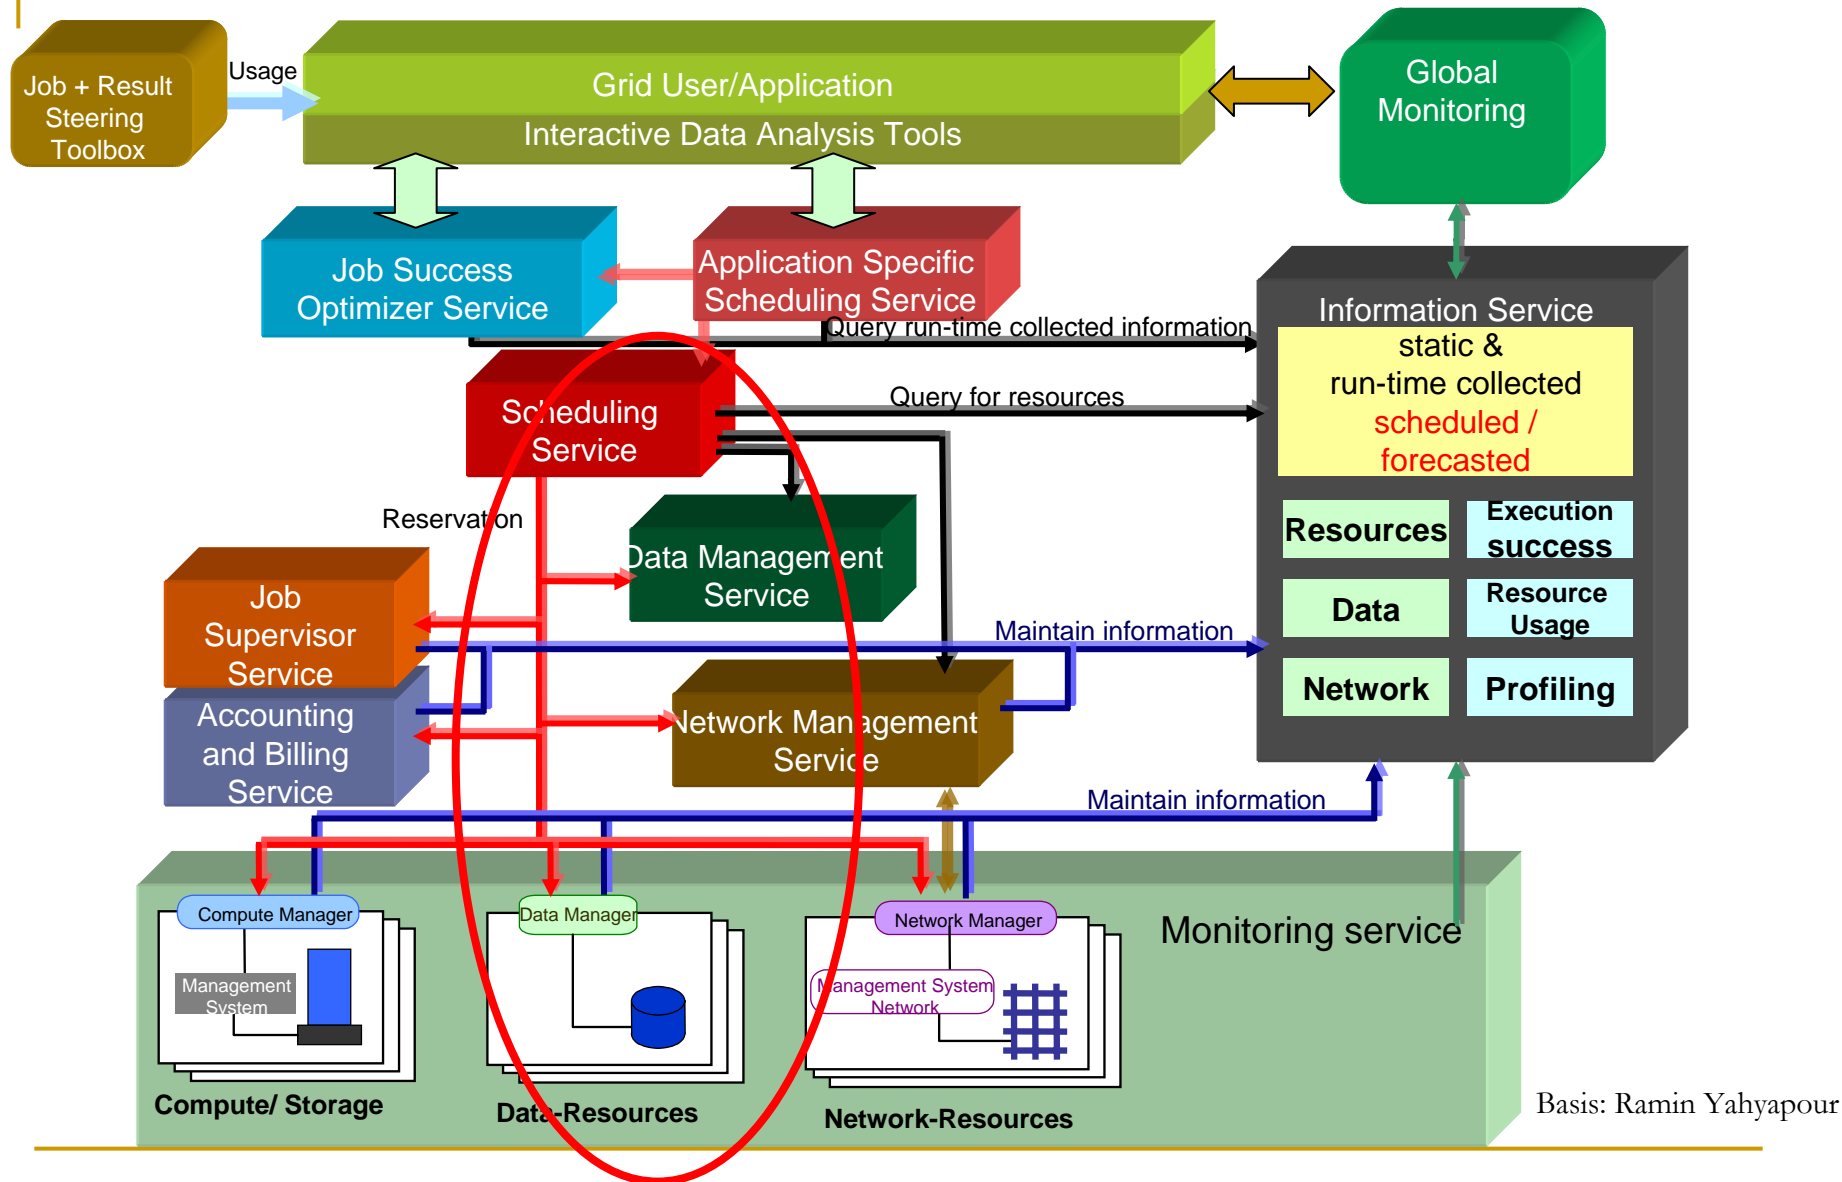 Job + Result
Steering
Toolbox
Usage
Grid User/Application
Interactive Data Analysis Tools
Global
Monitoring
Job Success
Optimizer Service
Application Specific
Scheduling Service
Query run-time collected information
Information Service
static &
run-time collected
scheduled /
forecasted
Scheduling
Service
Query for resources
Reservation
Data Management
Service
Resources
Execution
success
Data
Resource
Usage
Network
Profiling
Job
Supervisor
Service
Maintain information
Accounting
and Billing
Service
Network Management
Service
Maintain information
Compute Manager
Management
System
Compute/ Storage
Data Manager
Data-Resources
Network Manager
Management System
Network
Network-Resources
Monitoring service
Basis: Ramin Yahyapour